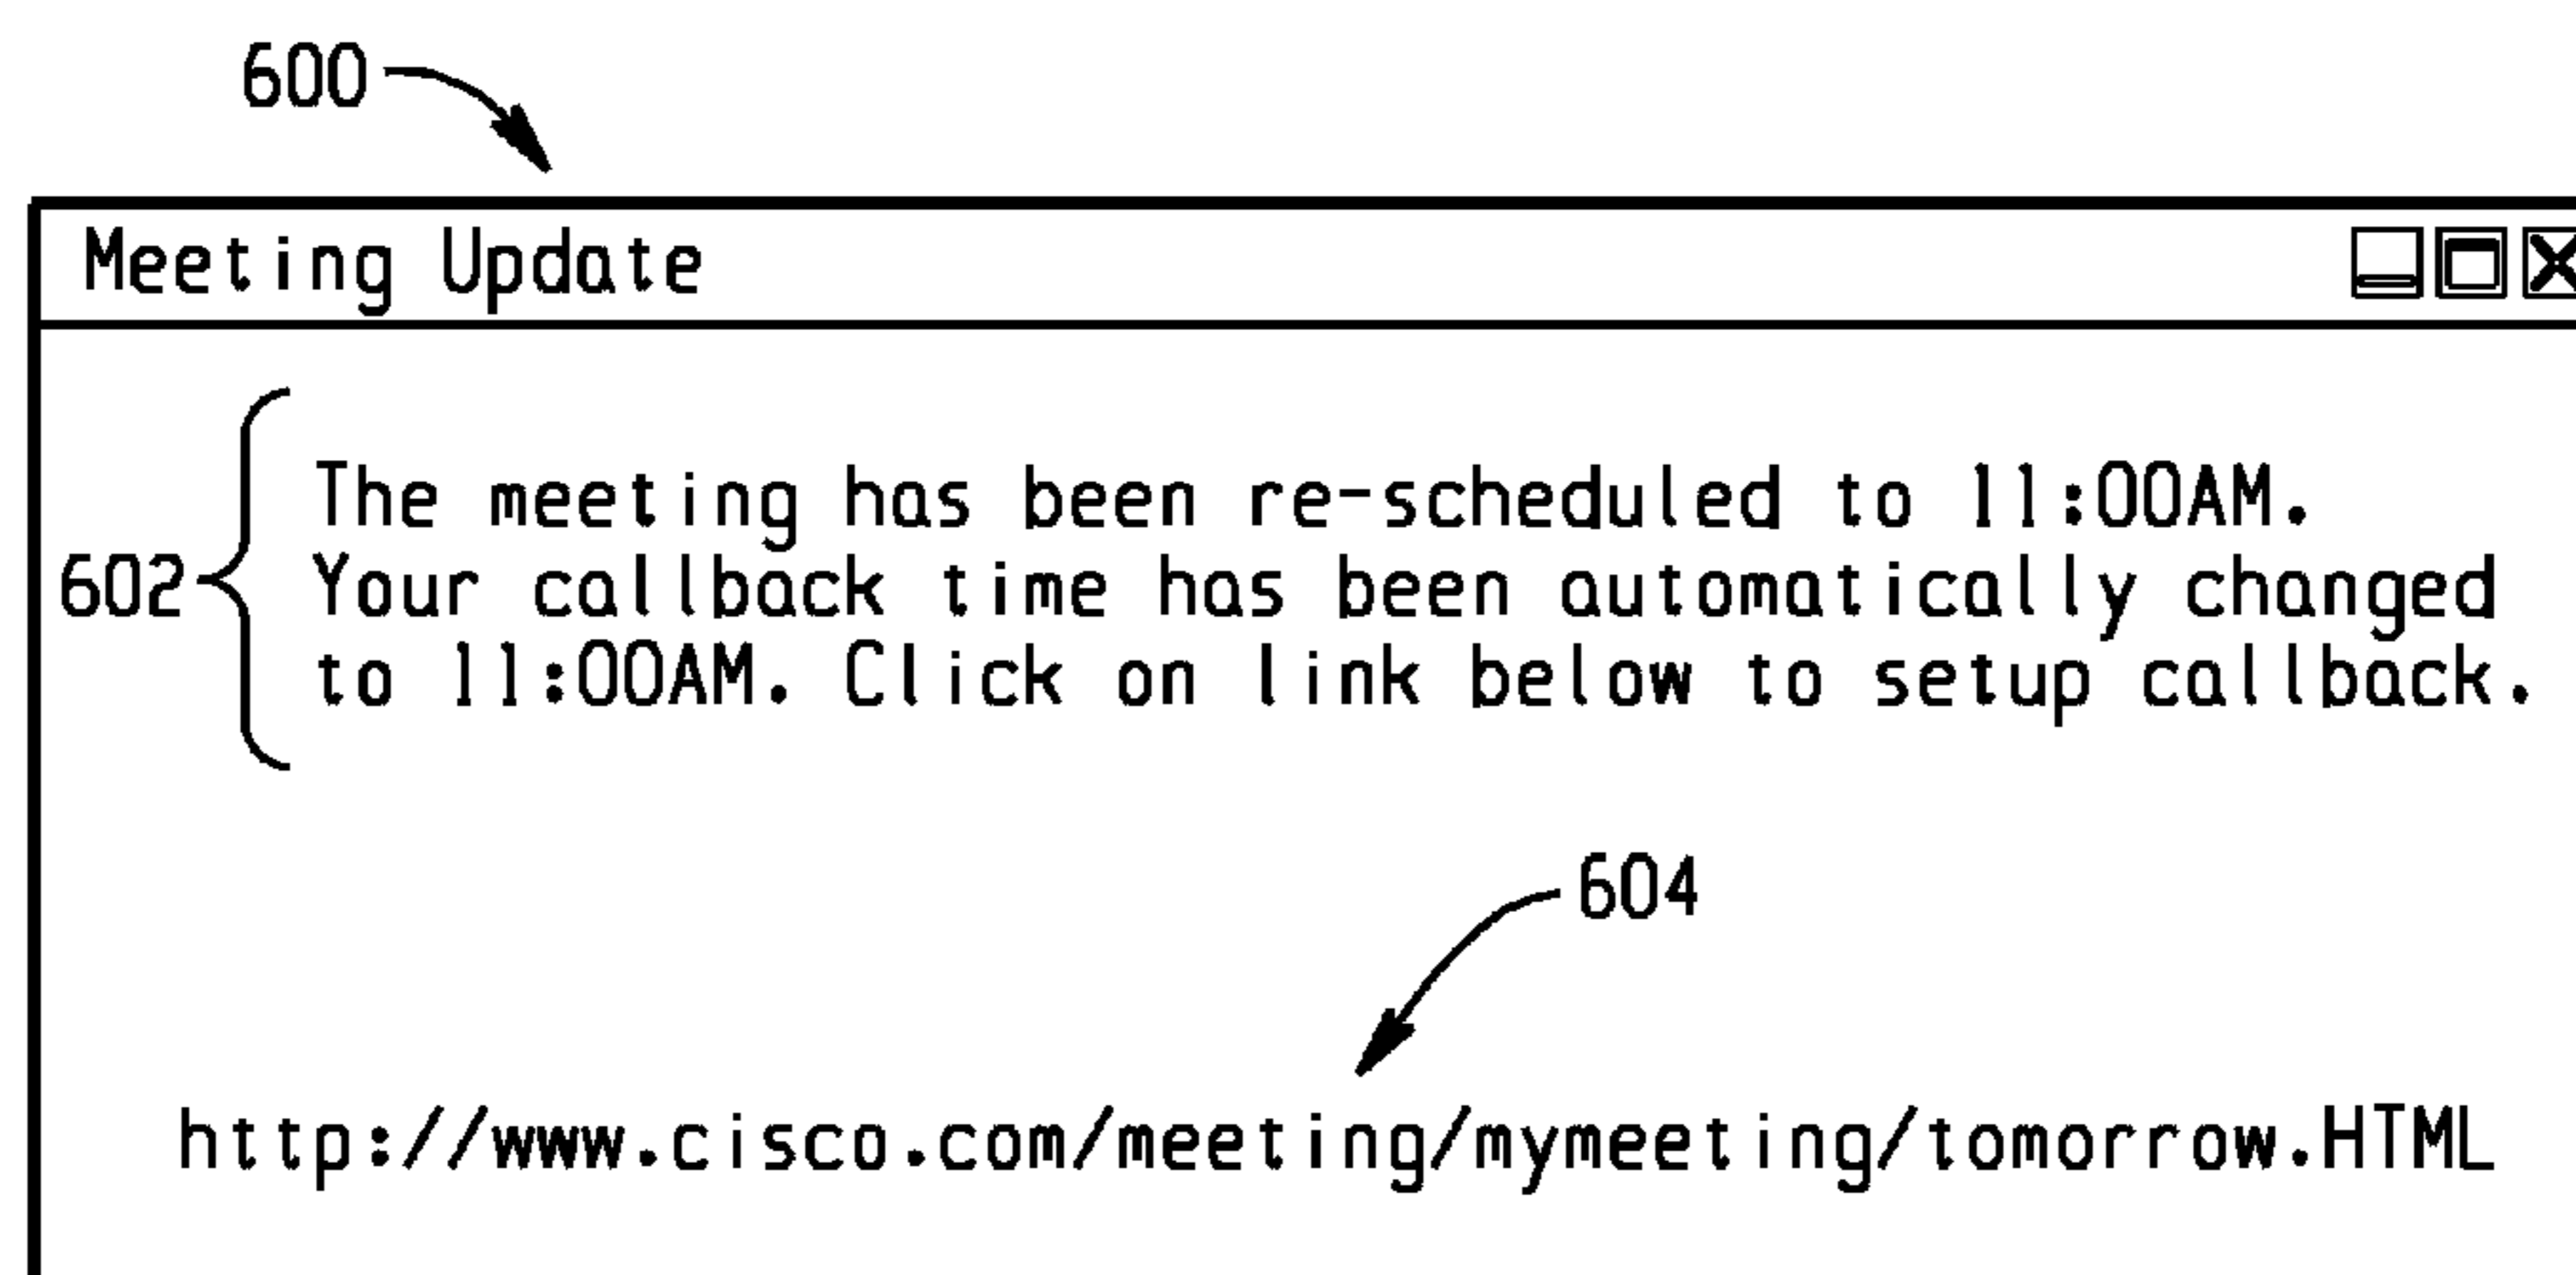 600
Meeting Update
The meeting has been re-scheduled to 11:00AM.
602 Your callback time has been automatically changed
to 11:00AM. Click on link below to setup callback.
604
http://www.cisco.com/meeting/mymeeting/tomorrow.HTML